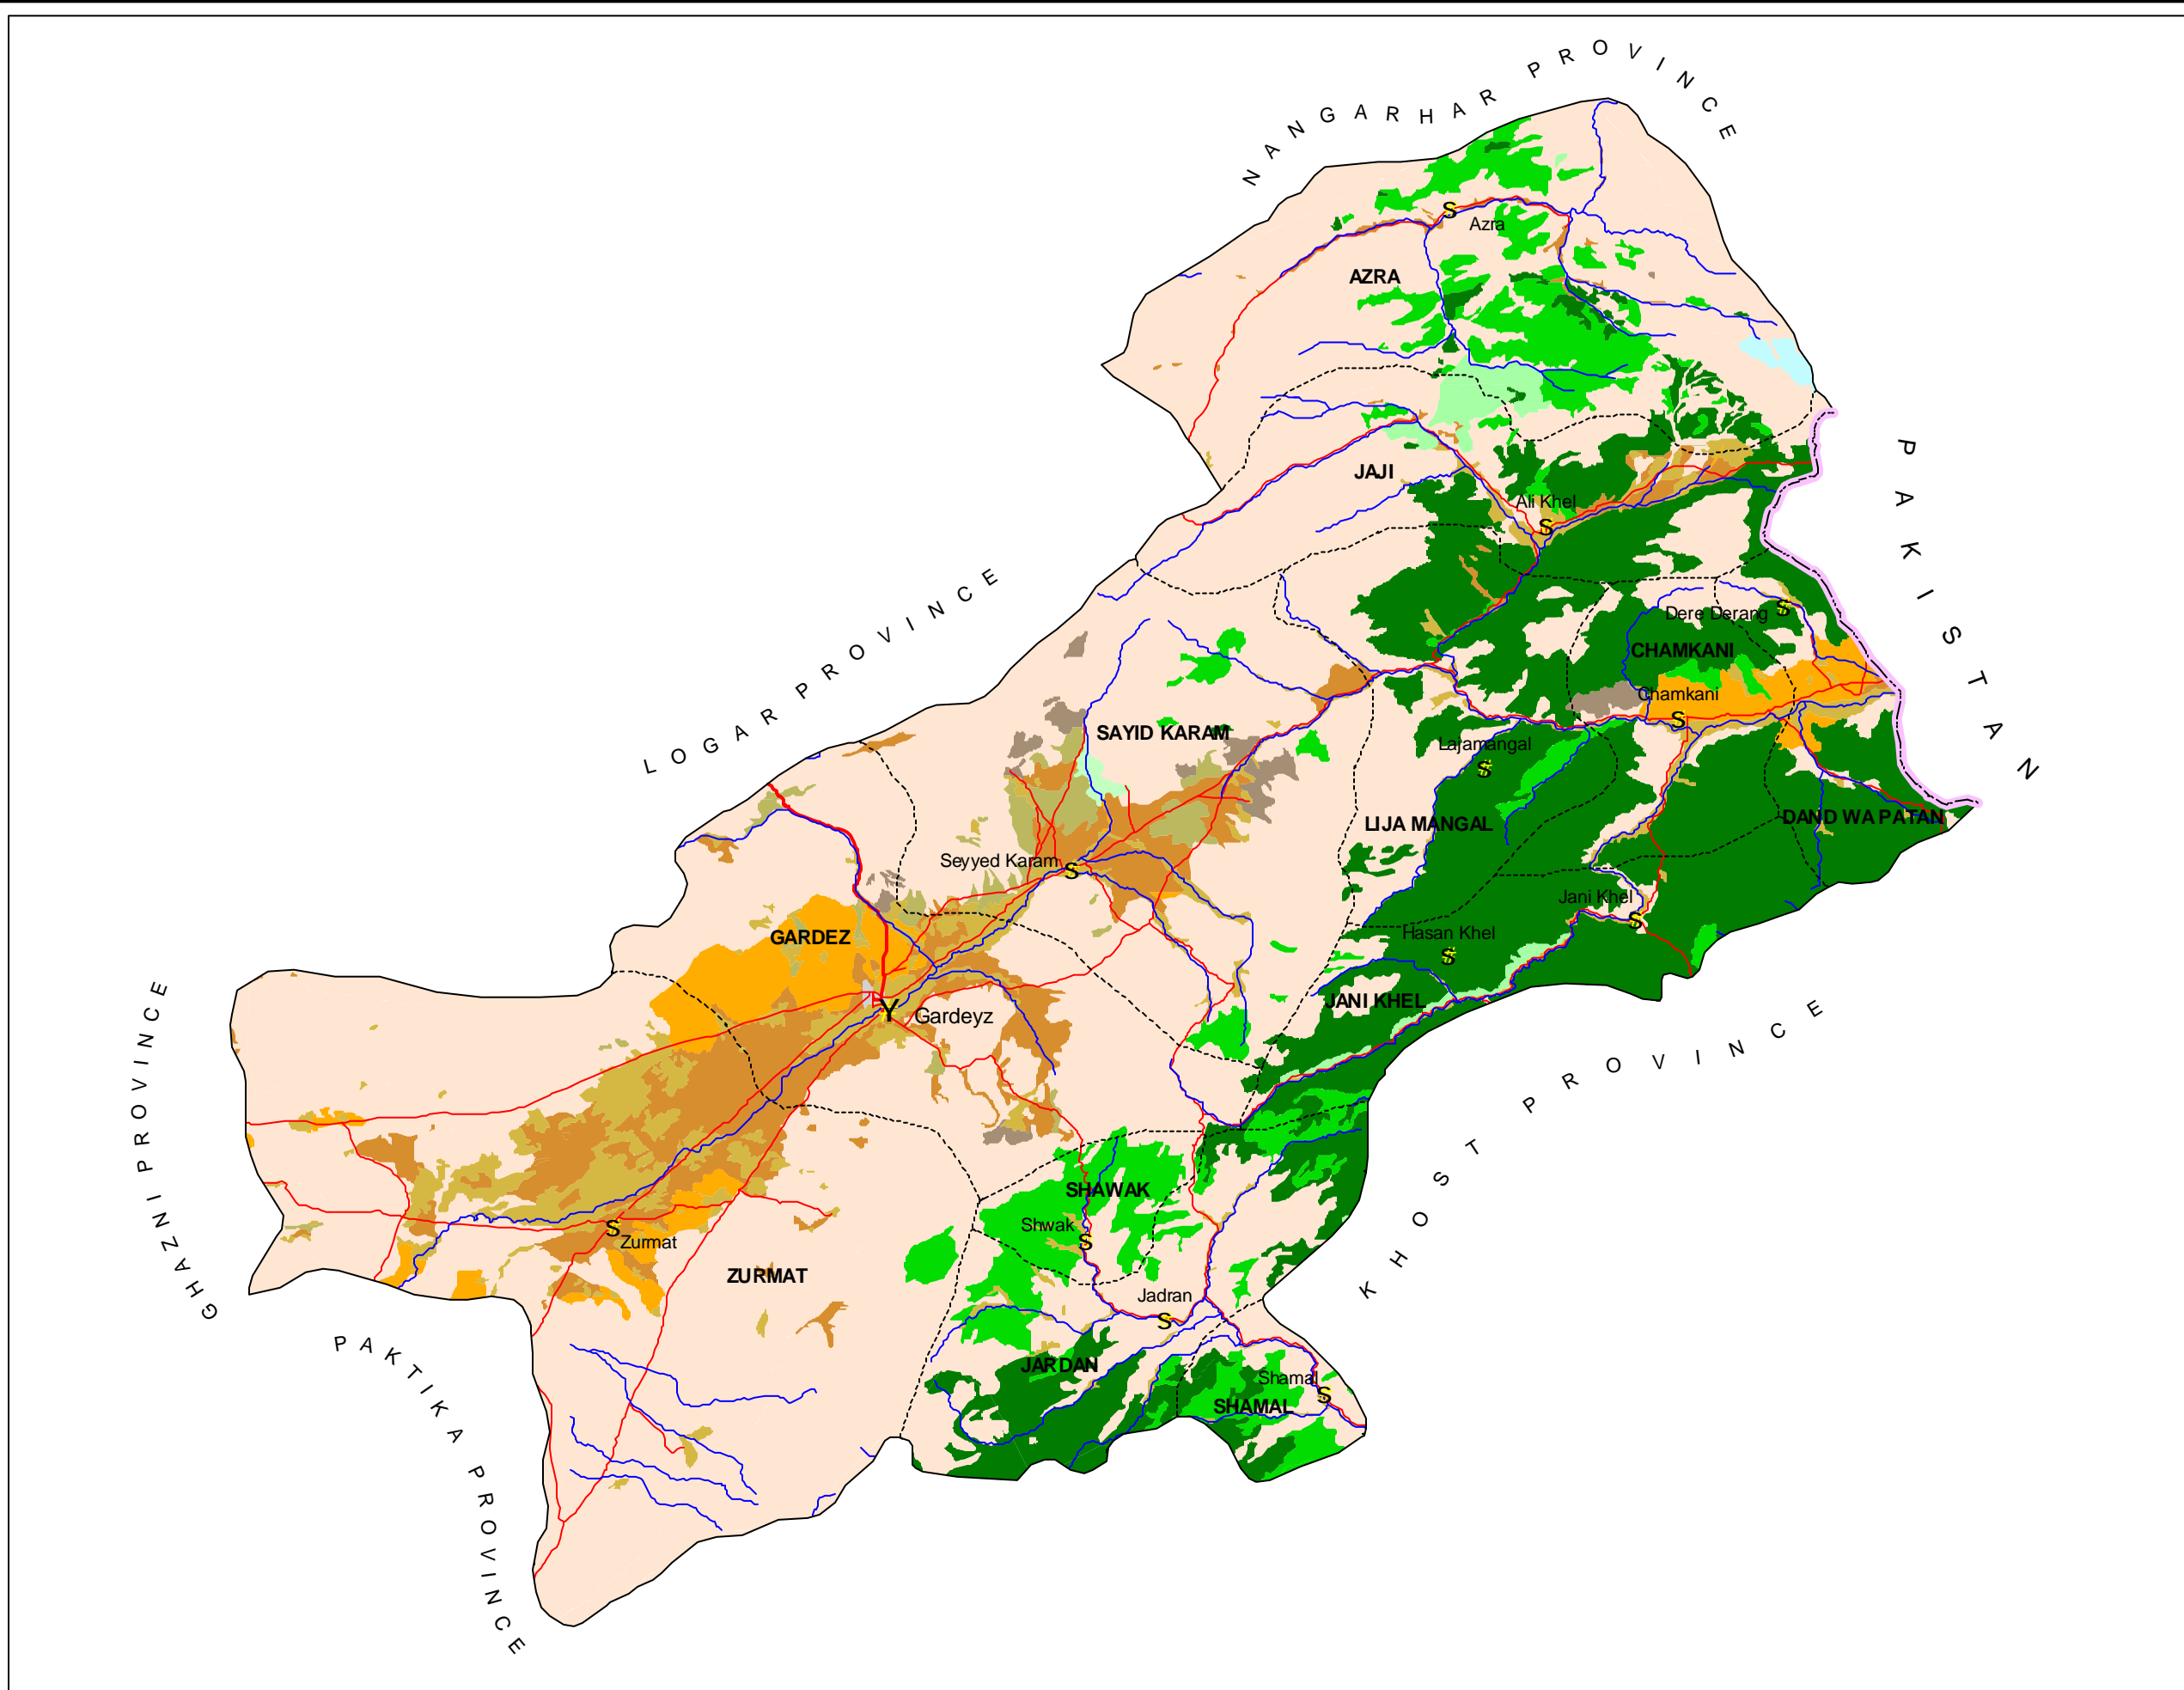 NANGARHAR PROVINCE
S
Azra
AZRA
PAKISTAN
JAJI
Ali Khel
S
LOGAR PROVINCE
Dere Derang
S
CHAMKANI
Chamkani
S
SAYID KARAM
Lajamangal
S
LIJA MANGAL
DAND WA PATAN
Seyyed Karam
S
Jani Khel
S
GARDEZ
Hasan Khel
S
JANI KHEL
Y
Gardeyz
GHAZNI PROVINCE
KHOST PROVINCE
SHAWAK
Shwak
S
S
Zurmat
ZURMAT
Jadran
S
PAKTIKA PROVINCE
JARDAN
Shamal
S
SHAMAL